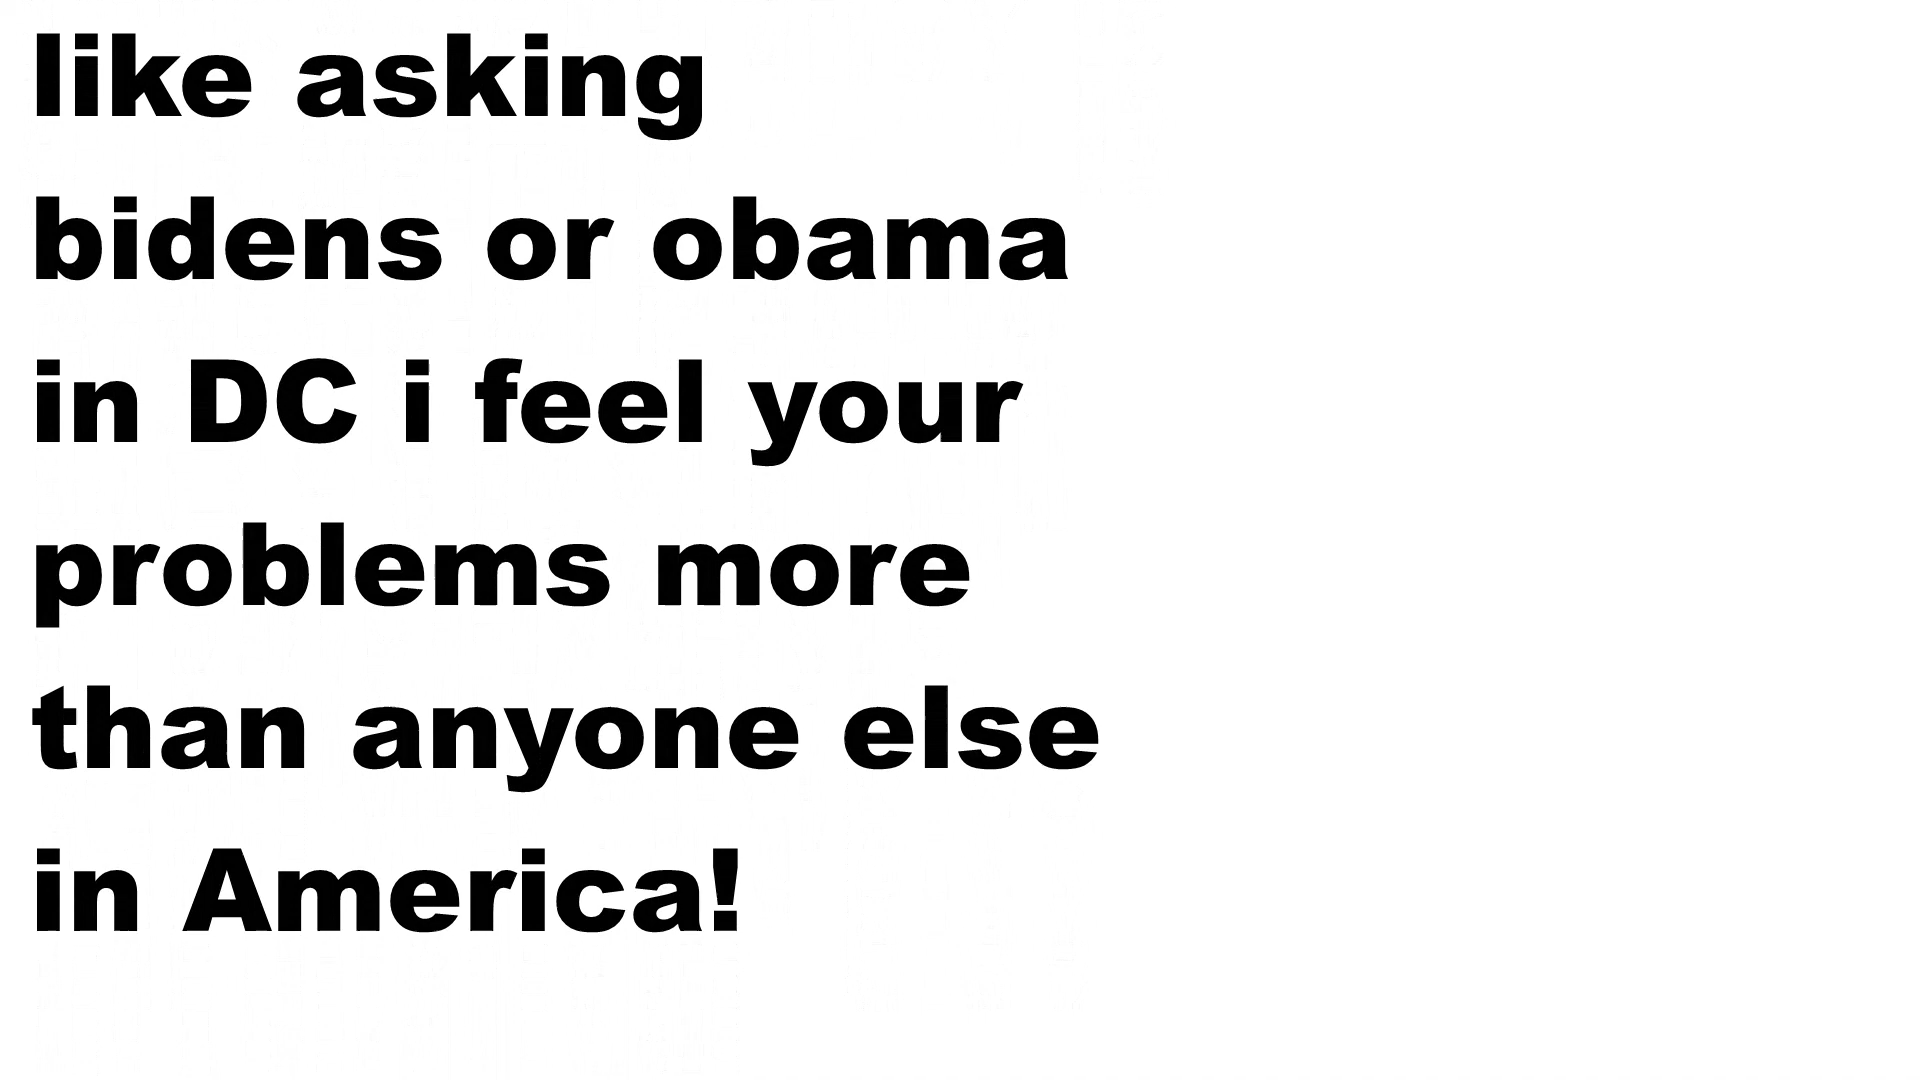 like asking
bidens or obama
in DC i feel your
problems more
than anyone else
in America!